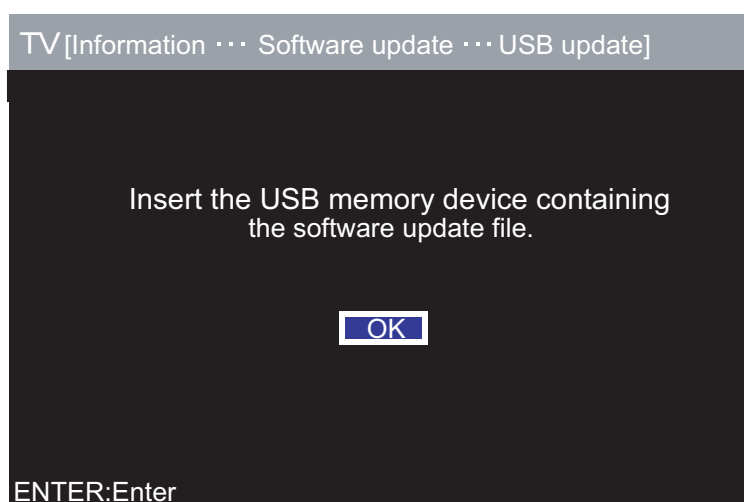 TV [Information ··· Software update ··· USB update]
Insert the USB memory device containing
the software update file.
OK
ENTER:Enter